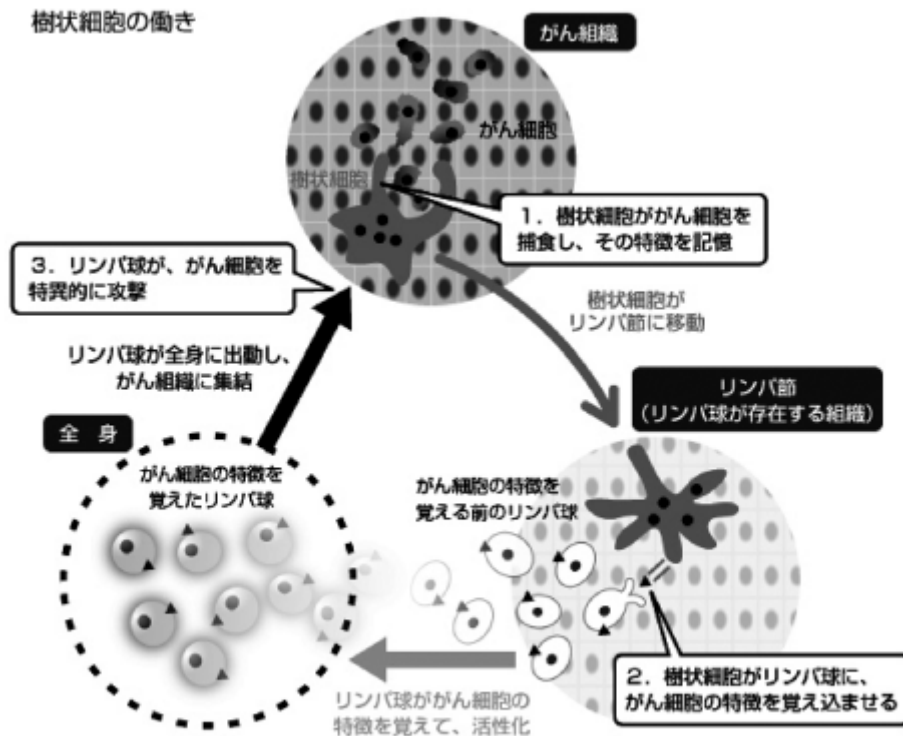 樹状細胞の働き
がん組織
がん細胞
樹状細胞
1．樹状細胞ががん細胞を
捕食し、その特徴を記憶
3．リンパ球が、がん細胞を
特異的に攻撃
樹状細胞が
リンパ節に移動
リンパ球が全身に出動し、
がん組織に集結
リンパ節
（リンパ球が存在する組織）
全　身
がん細胞の特徴を
覚えたリンパ球
がん細胞の特徴を
覚える前のリンパ球
2．樹状細胞がリンパ球に、
がん細胞の特徴を覚え込ませる
リンパ球ががん細胞の
特徴を覚えて、活性化